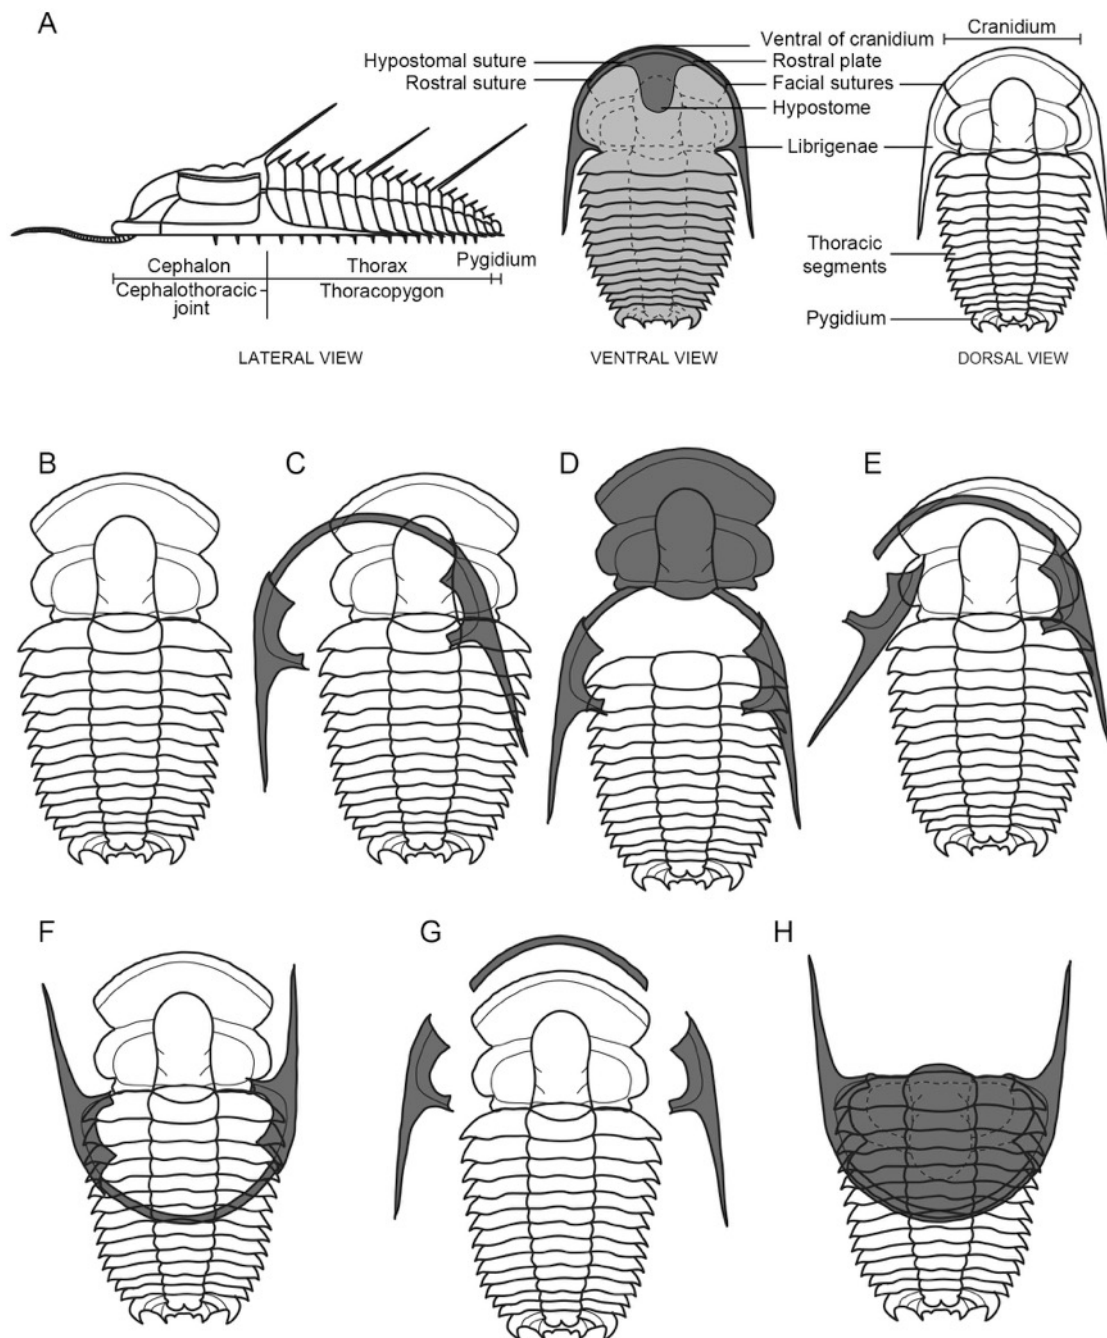 A
Hypostomal suture
Rostral suture
Ventral of cranidium
Rostral plate
Facial sutures
Hypostome
Librigenae
Cranidium
Thoracic
segments
Pygidium
Cephalon
Thorax
Pygidium
Cephalothoracic
joint
Thoracopygon
LATERAL VIEW
VENTRAL VIEW
DORSAL VIEW
B
C
D
E
F
G
H